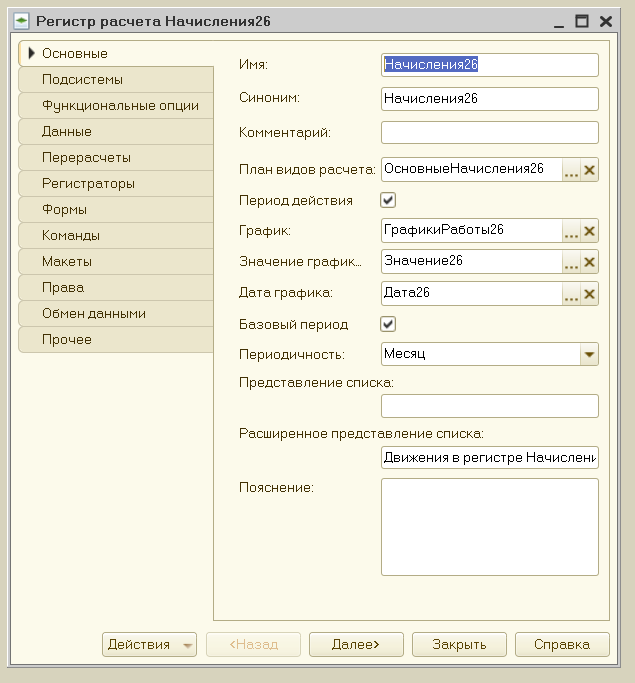 Регистр расчета Начисления26
Основные
Подсистемы
Функциональные опции
Данные
Перерасчеты
Регистраторы
Формы
Команды
Макеты
Права
Обмен данными
Прочее
Имя: Начисления26
Синоним: Начисления26
Комментарий:
План видов расчета: ОсновныеНачисления26 ...
Период действия
График: ГрафикиРаботы26 ...
Значение график... Значение26 ...
Дата графика: Дата26 ...
Базовый период
Периодичность: Месяц
Представление списка:
Расширенное представление списка:
Движения в регистре Начислени
Пояснение:
Действия <Назад Далее> Закрыть Справка